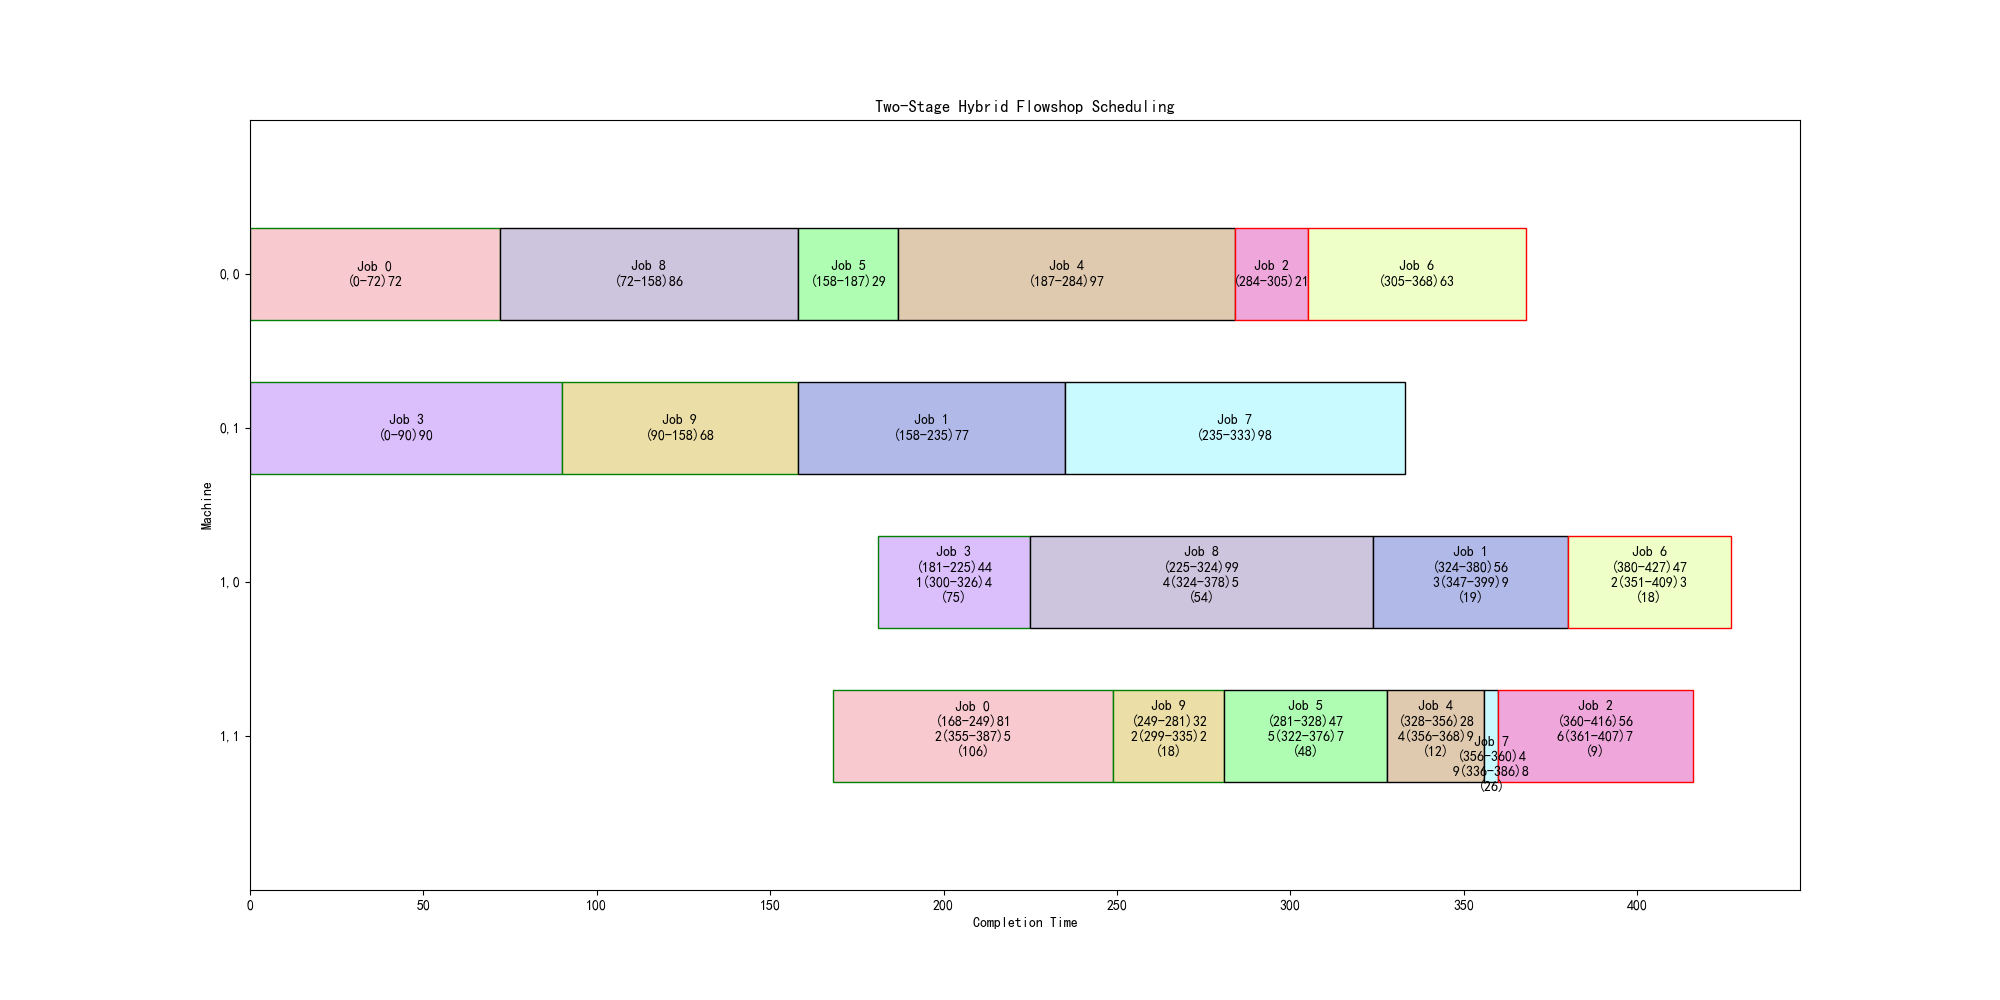 Two-Stage Hybrid Flowshop Scheduling
Machine
0,0
Job 0
(0-72)72
Job 8
(72-158)86
Job 5
(158-187)29
Job 4
(187-284)97
Job 2
(284-305)21
Job 6
(305-368)63
0,1
Job 3
(0-90)90
Job 9
(90-158)68
Job 1
(158-235)77
Job 7
(235-333)98
1,0
Job 3
(181-225)44
1(300-326)4
(75)
Job 8
(225-324)99
4(324-378)5
(54)
Job 1
(324-380)56
3(347-399)9
(19)
Job 6
(380-427)47
2(351-409)3
(18)
1,1
Job 0
(168-249)81
2(355-387)5
(106)
Job 9
(249-281)32
2(299-335)2
(18)
Job 5
(281-328)47
5(322-376)7
(48)
Job 4
(328-356)28
4(356-368)9
(12)
Job 7
(356-360)4
9(336-386)8
(26)
Job 2
(360-416)56
6(361-407)7
(9)
0
50
100
150
200
250
300
350
400
Completion Time